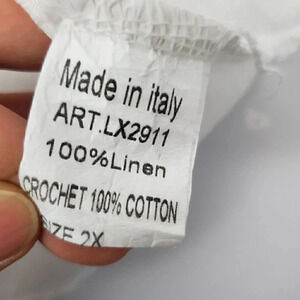 Made in italy
ART.LX2911
100%Linen
CROCHET 100% COTTON
SIZE 2X